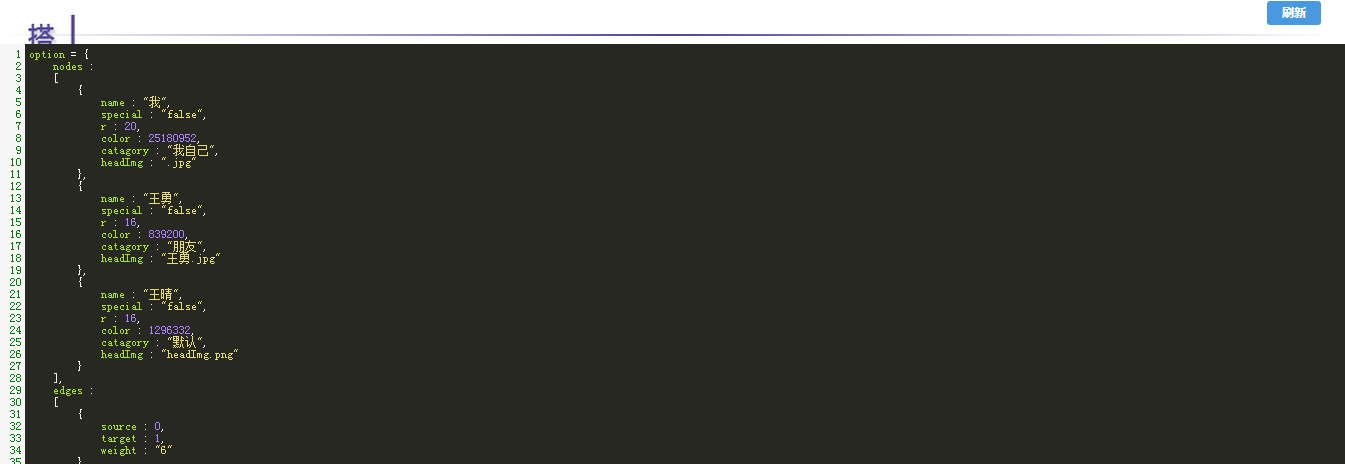 刷新
搭
1 option = {
2 nodes :
3 [
4 {
5 name : "我",
6 special : "false",
7 r : 20,
8 color : 25180952,
9 catagory : "我自己",
10 headImg : ".jpg"
11 },
12 {
13 name : "王勇",
14 special : "false",
15 r : 16,
16 color : 839200,
17 catagory : "朋友",
18 headImg : "王勇.jpg"
19 },
20 {
21 name : "王晴",
22 special : "false",
23 r : 16,
24 color : 1296332,
25 catagory : "默认",
26 headImg : "headImg.png"
27 }
28 ],
29 edges :
30 [
31 {
32 source : 0,
33 target : 1,
34 weight : "6"
35 }